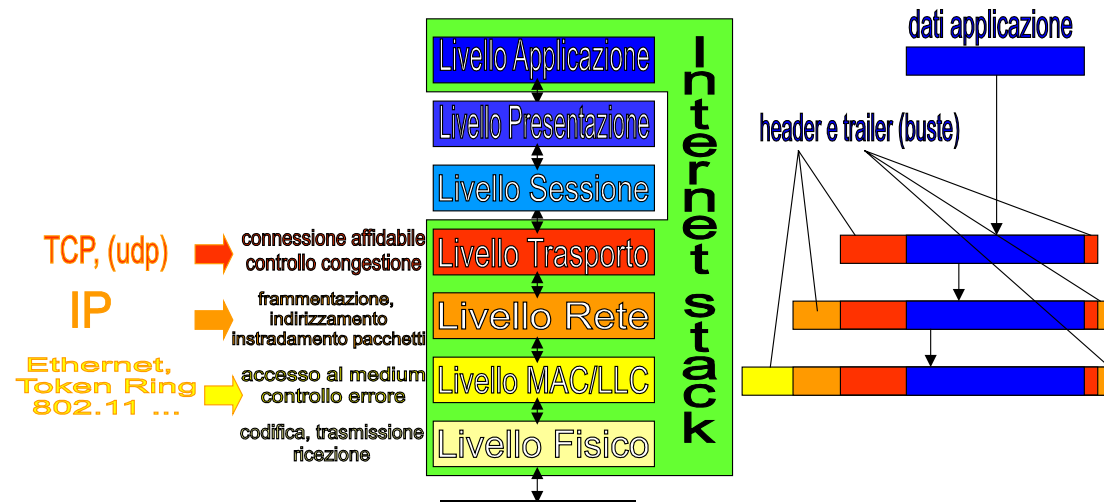 dati applicazione
Livello Applicazione
Livello Presentazione
header e trailer (buste)
Livello Sessione
Internet stack
TCP, (udp)
connessione affidabile
controllo congestione
Livello Trasporto
IP
frammentazione,
indirizzamento
instradamento pacchetti
Livello Rete
Ethernet,
Token Ring
802.11 ...
accesso al medium
controllo errore
Livello MAC/LLC
codifica, trasmissione
ricezione
Livello Fisico